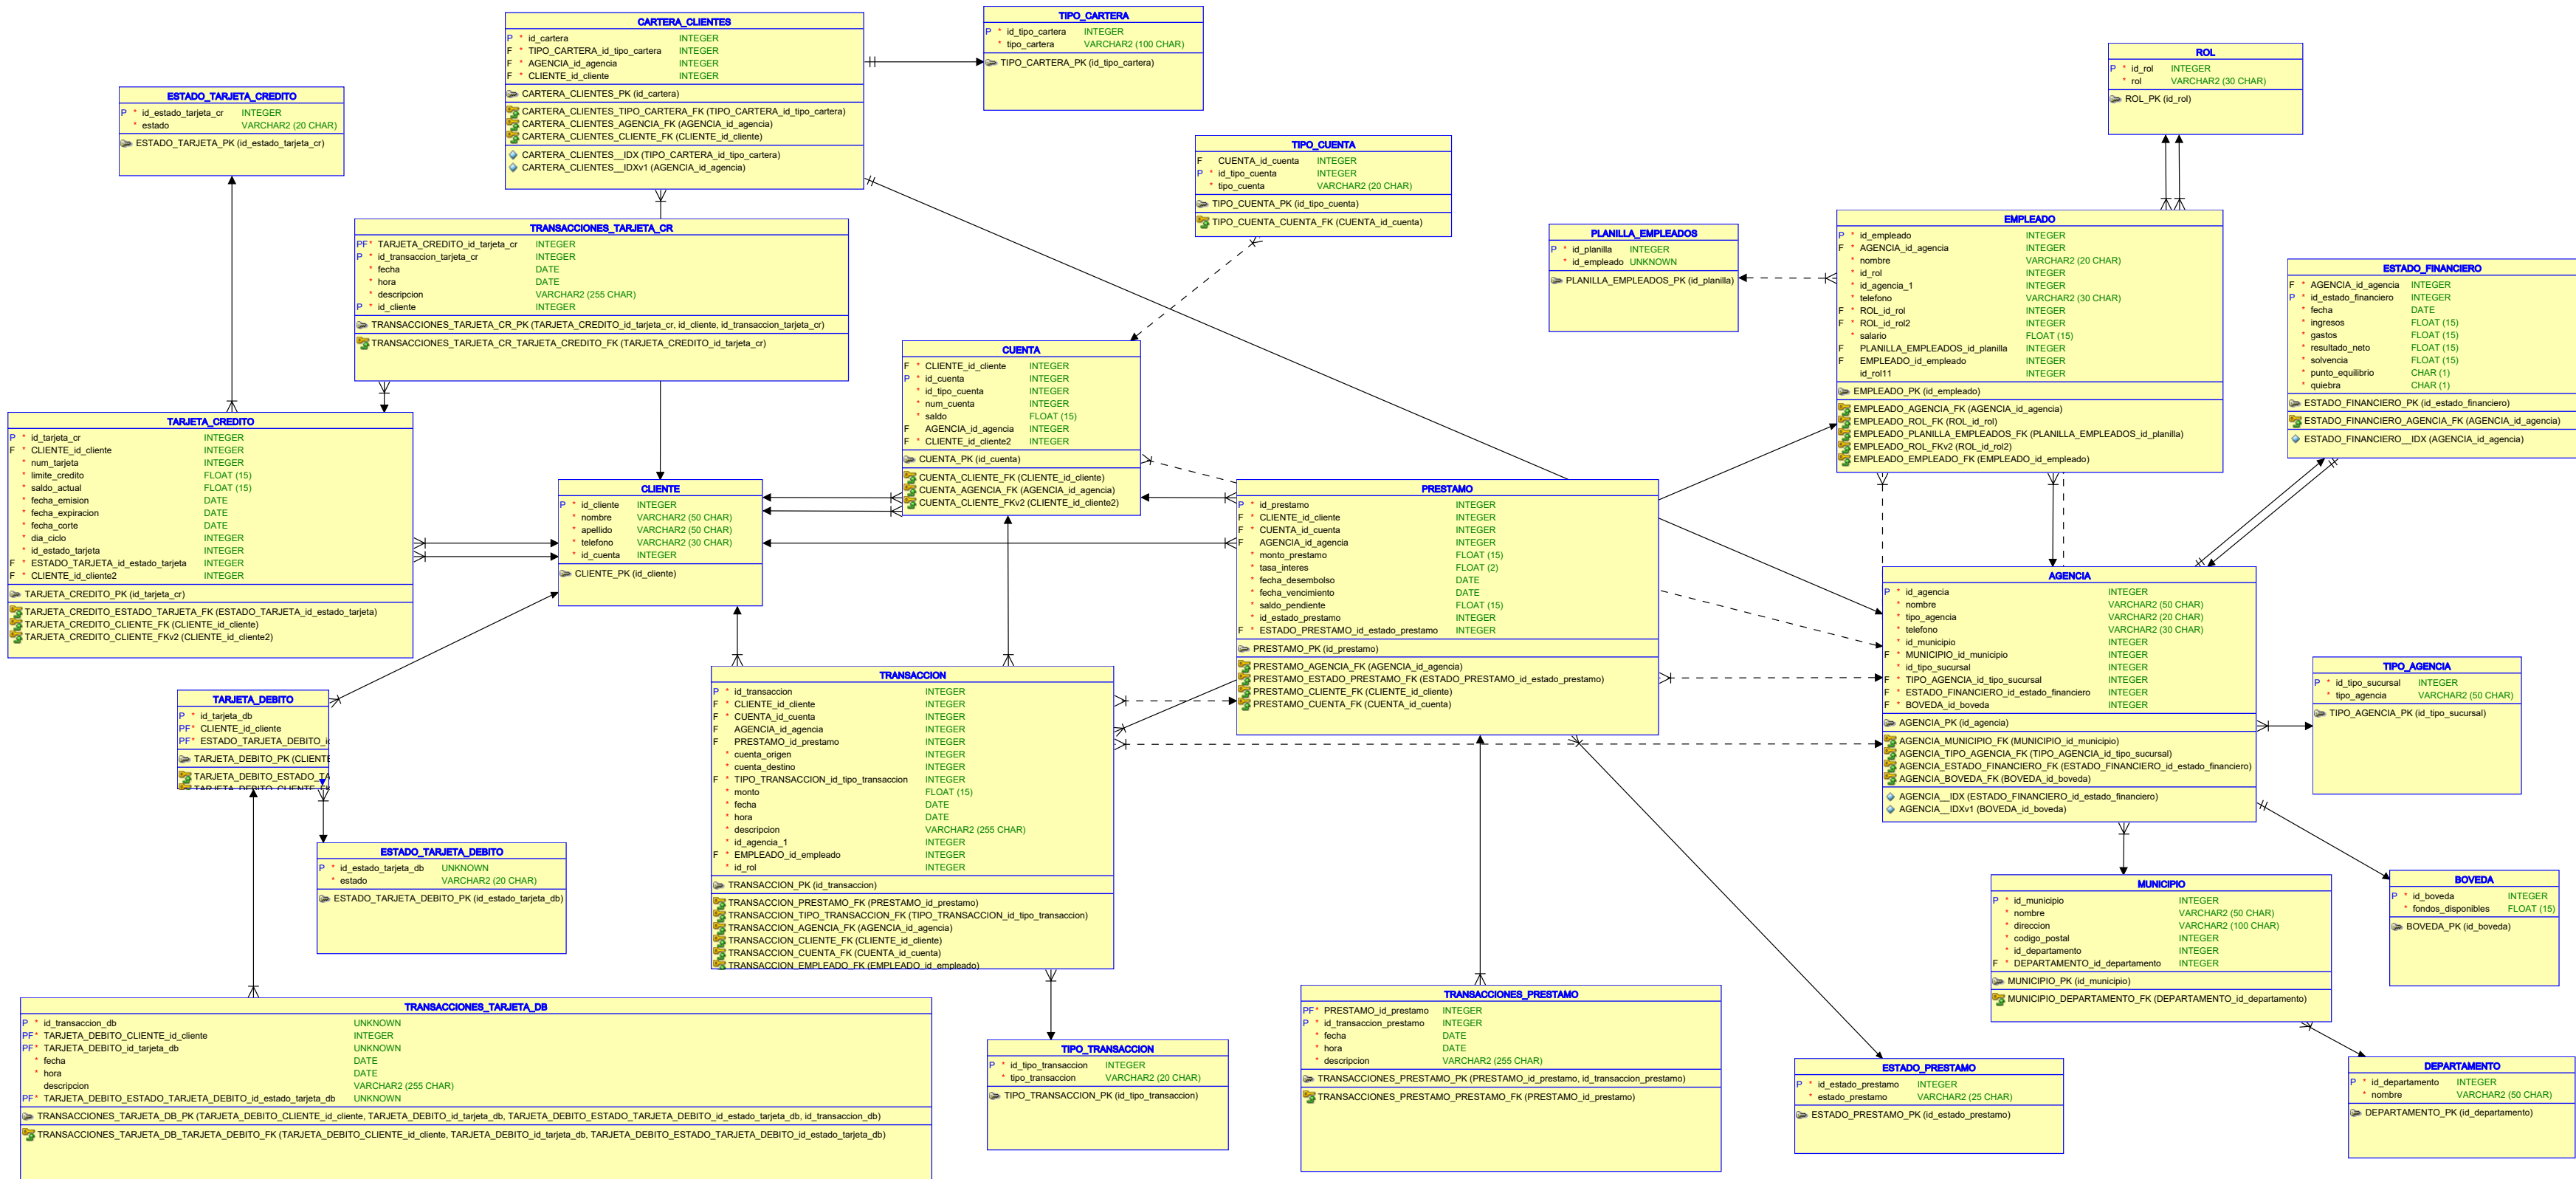 CARTERA_CLIENTES
P * id_cartera INTEGER
F * TIPO_CARTERA_id_tipo_cartera INTEGER
F * AGENCIA_id_agencia INTEGER
F * CLIENTE_id_cliente INTEGER
CARTERA_CLIENTES_PK (id_cartera)
CARTERA_CLIENTES_TIPO_CARTERA_FK (TIPO_CARTERA_id_tipo_cartera)
CARTERA_CLIENTES_AGENCIA_FK (AGENCIA_id_agencia)
CARTERA_CLIENTES_CLIENTE_FK (CLIENTE_id_cliente)
CARTERA_CLIENTES__IDX (TIPO_CARTERA_id_tipo_cartera)
CARTERA_CLIENTES__IDXv1 (AGENCIA_id_agencia)
TIPO_CARTERA
P * id_tipo_cartera INTEGER
* tipo_cartera VARCHAR2 (100 CHAR)
TIPO_CARTERA_PK (id_tipo_cartera)
ROL
P * id_rol INTEGER
* rol VARCHAR2 (30 CHAR)
ROL_PK (id_rol)
ESTADO_TARJETA_CREDITO
P * id_estado_tarjeta_cr INTEGER
* estado VARCHAR2 (20 CHAR)
ESTADO_TARJETA_PK (id_estado_tarjeta_cr)
TIPO_CUENTA
F CUENTA_id_cuenta INTEGER
P * id_tipo_cuenta INTEGER
* tipo_cuenta VARCHAR2 (20 CHAR)
TIPO_CUENTA_PK (id_tipo_cuenta)
TIPO_CUENTA_CUENTA_FK (CUENTA_id_cuenta)
TRANSACCIONES_TARJETA_CR
PF* TARJETA_CREDITO_id_tarjeta_cr INTEGER
P * id_transaccion_tarjeta_cr INTEGER
* fecha DATE
* hora DATE
* descripcion VARCHAR2 (255 CHAR)
P * id_cliente INTEGER
TRANSACCIONES_TARJETA_CR_PK (TARJETA_CREDITO_id_tarjeta_cr, id_cliente, id_transaccion_tarjeta_cr)
TRANSACCIONES_TARJETA_CR_TARJETA_CREDITO_FK (TARJETA_CREDITO_id_tarjeta_cr)
PLANILLA_EMPLEADOS
P * id_planilla INTEGER
* id_empleado UNKNOWN
PLANILLA_EMPLEADOS_PK (id_planilla)
EMPLEADO
P * id_empleado INTEGER
F * AGENCIA_id_agencia INTEGER
* nombre VARCHAR2 (20 CHAR)
* id_rol INTEGER
* id_agencia_1 INTEGER
* telefono VARCHAR2 (30 CHAR)
F * ROL_id_rol INTEGER
F * ROL_id_rol2 INTEGER
* salario FLOAT (15)
F PLANILLA_EMPLEADOS_id_planilla INTEGER
F EMPLEADO_id_empleado INTEGER
id_rol11 INTEGER
EMPLEADO_PK (id_empleado)
EMPLEADO_AGENCIA_FK (AGENCIA_id_agencia)
EMPLEADO_ROL_FK (ROL_id_rol)
EMPLEADO_PLANILLA_EMPLEADOS_FK (PLANILLA_EMPLEADOS_id_planilla)
EMPLEADO_ROL_FKv2 (ROL_id_rol2)
EMPLEADO_EMPLEADO_FK (EMPLEADO_id_empleado)
ESTADO_FINANCIERO
F * AGENCIA_id_agencia INTEGER
P * id_estado_financiero INTEGER
* fecha DATE
* ingresos FLOAT (15)
* gastos FLOAT (15)
* resultado_neto FLOAT (15)
* solvencia FLOAT (15)
* punto_equilibrio CHAR (1)
* quiebra CHAR (1)
ESTADO_FINANCIERO_PK (id_estado_financiero)
ESTADO_FINANCIERO_AGENCIA_FK (AGENCIA_id_agencia)
ESTADO_FINANCIERO__IDX (AGENCIA_id_agencia)
CUENTA
F * CLIENTE_id_cliente INTEGER
P * id_cuenta INTEGER
* id_tipo_cuenta INTEGER
* num_cuenta INTEGER
* saldo FLOAT (15)
F AGENCIA_id_agencia INTEGER
F * CLIENTE_id_cliente2 INTEGER
CUENTA_PK (id_cuenta)
CUENTA_CLIENTE_FK (CLIENTE_id_cliente)
CUENTA_AGENCIA_FK (AGENCIA_id_agencia)
CUENTA_CLIENTE_FKv2 (CLIENTE_id_cliente2)
TARJETA_CREDITO
P * id_tarjeta_cr INTEGER
F * CLIENTE_id_cliente INTEGER
* num_tarjeta INTEGER
* limite_credito FLOAT (15)
* saldo_actual FLOAT (15)
* fecha_emision DATE
* fecha_expiracion DATE
* fecha_corte DATE
* dia_ciclo INTEGER
* id_estado_tarjeta INTEGER
F * ESTADO_TARJETA_id_estado_tarjeta INTEGER
F * CLIENTE_id_cliente2 INTEGER
TARJETA_CREDITO_PK (id_tarjeta_cr)
TARJETA_CREDITO_ESTADO_TARJETA_FK (ESTADO_TARJETA_id_estado_tarjeta)
TARJETA_CREDITO_CLIENTE_FK (CLIENTE_id_cliente)
TARJETA_CREDITO_CLIENTE_FKv2 (CLIENTE_id_cliente2)
CLIENTE
P * id_cliente INTEGER
* nombre VARCHAR2 (50 CHAR)
* apellido VARCHAR2 (50 CHAR)
* telefono VARCHAR2 (30 CHAR)
* id_cuenta INTEGER
CLIENTE_PK (id_cliente)
PRESTAMO
P * id_prestamo INTEGER
F * CLIENTE_id_cliente INTEGER
F * CUENTA_id_cuenta INTEGER
F AGENCIA_id_agencia INTEGER
* monto_prestamo FLOAT (15)
* tasa_interes FLOAT (2)
* fecha_desembolso DATE
* fecha_vencimiento DATE
* saldo_pendiente FLOAT (15)
* id_estado_prestamo INTEGER
F * ESTADO_PRESTAMO_id_estado_prestamo INTEGER
PRESTAMO_PK (id_prestamo)
PRESTAMO_AGENCIA_FK (AGENCIA_id_agencia)
PRESTAMO_ESTADO_PRESTAMO_FK (ESTADO_PRESTAMO_id_estado_prestamo)
PRESTAMO_CLIENTE_FK (CLIENTE_id_cliente)
PRESTAMO_CUENTA_FK (CUENTA_id_cuenta)
AGENCIA
P * id_agencia INTEGER
* nombre VARCHAR2 (50 CHAR)
* tipo_agencia VARCHAR2 (20 CHAR)
* telefono VARCHAR2 (30 CHAR)
* id_municipio INTEGER
F * MUNICIPIO_id_municipio INTEGER
* id_tipo_sucursal INTEGER
F * TIPO_AGENCIA_id_tipo_sucursal INTEGER
F * ESTADO_FINANCIERO_id_estado_financiero INTEGER
F * BOVEDA_id_boveda INTEGER
AGENCIA_PK (id_agencia)
AGENCIA_MUNICIPIO_FK (MUNICIPIO_id_municipio)
AGENCIA_TIPO_AGENCIA_FK (TIPO_AGENCIA_id_tipo_sucursal)
AGENCIA_ESTADO_FINANCIERO_FK (ESTADO_FINANCIERO_id_estado_financiero)
AGENCIA_BOVEDA_FK (BOVEDA_id_boveda)
AGENCIA__IDX (ESTADO_FINANCIERO_id_estado_financiero)
AGENCIA__IDXv1 (BOVEDA_id_boveda)
TIPO_AGENCIA
P * id_tipo_sucursal INTEGER
* tipo_agencia VARCHAR2 (50 CHAR)
TIPO_AGENCIA_PK (id_tipo_sucursal)
TARJETA_DEBITO
P * id_tarjeta_db
PF* CLIENTE_id_cliente
PF* ESTADO_TARJETA_DEBITO_i
TARJETA_DEBITO_PK (CLIENTE
TARJETA_DEBITO_ESTADO_TA
TARJETA_DEBITO_CLIENTE_FK
TRANSACCION
P * id_transaccion INTEGER
F * CLIENTE_id_cliente INTEGER
F * CUENTA_id_cuenta INTEGER
F AGENCIA_id_agencia INTEGER
F PRESTAMO_id_prestamo INTEGER
* cuenta_origen INTEGER
* cuenta_destino INTEGER
F * TIPO_TRANSACCION_id_tipo_transaccion INTEGER
* monto FLOAT (15)
* fecha DATE
* hora DATE
* descripcion VARCHAR2 (255 CHAR)
* id_agencia_1 INTEGER
F * EMPLEADO_id_empleado INTEGER
* id_rol INTEGER
TRANSACCION_PK (id_transaccion)
TRANSACCION_PRESTAMO_FK (PRESTAMO_id_prestamo)
TRANSACCION_TIPO_TRANSACCION_FK (TIPO_TRANSACCION_id_tipo_transaccion)
TRANSACCION_AGENCIA_FK (AGENCIA_id_agencia)
TRANSACCION_CLIENTE_FK (CLIENTE_id_cliente)
TRANSACCION_CUENTA_FK (CUENTA_id_cuenta)
TRANSACCION_EMPLEADO_FK (EMPLEADO_id_empleado)
ESTADO_TARJETA_DEBITO
P * id_estado_tarjeta_db UNKNOWN
* estado VARCHAR2 (20 CHAR)
ESTADO_TARJETA_DEBITO_PK (id_estado_tarjeta_db)
MUNICIPIO
P * id_municipio INTEGER
* nombre VARCHAR2 (50 CHAR)
* direccion VARCHAR2 (100 CHAR)
* codigo_postal INTEGER
* id_departamento INTEGER
F * DEPARTAMENTO_id_departamento INTEGER
MUNICIPIO_PK (id_municipio)
MUNICIPIO_DEPARTAMENTO_FK (DEPARTAMENTO_id_departamento)
BOVEDA
P * id_boveda INTEGER
* fondos_disponibles FLOAT (15)
BOVEDA_PK (id_boveda)
TRANSACCIONES_TARJETA_DB
P * id_transaccion_db UNKNOWN
PF* TARJETA_DEBITO_CLIENTE_id_cliente INTEGER
PF* TARJETA_DEBITO_id_tarjeta_db UNKNOWN
* fecha DATE
* hora DATE
descripcion VARCHAR2 (255 CHAR)
PF* TARJETA_DEBITO_ESTADO_TARJETA_DEBITO_id_estado_tarjeta_db UNKNOWN
TRANSACCIONES_TARJETA_DB_PK (TARJETA_DEBITO_CLIENTE_id_cliente, TARJETA_DEBITO_id_tarjeta_db, TARJETA_DEBITO_ESTADO_TARJETA_DEBITO_id_estado_tarjeta_db, id_transaccion_db)
TRANSACCIONES_TARJETA_DB_TARJETA_DEBITO_FK (TARJETA_DEBITO_CLIENTE_id_cliente, TARJETA_DEBITO_id_tarjeta_db, TARJETA_DEBITO_ESTADO_TARJETA_DEBITO_id_estado_tarjeta_db)
TIPO_TRANSACCION
P * id_tipo_transaccion INTEGER
* tipo_transaccion VARCHAR2 (20 CHAR)
TIPO_TRANSACCION_PK (id_tipo_transaccion)
TRANSACCIONES_PRESTAMO
PF* PRESTAMO_id_prestamo INTEGER
P * id_transaccion_prestamo INTEGER
* fecha DATE
* hora DATE
* descripcion VARCHAR2 (255 CHAR)
TRANSACCIONES_PRESTAMO_PK (PRESTAMO_id_prestamo, id_transaccion_prestamo)
TRANSACCIONES_PRESTAMO_PRESTAMO_FK (PRESTAMO_id_prestamo)
ESTADO_PRESTAMO
P * id_estado_prestamo INTEGER
* estado_prestamo VARCHAR2 (25 CHAR)
ESTADO_PRESTAMO_PK (id_estado_prestamo)
DEPARTAMENTO
P * id_departamento INTEGER
* nombre VARCHAR2 (50 CHAR)
DEPARTAMENTO_PK (id_departamento)